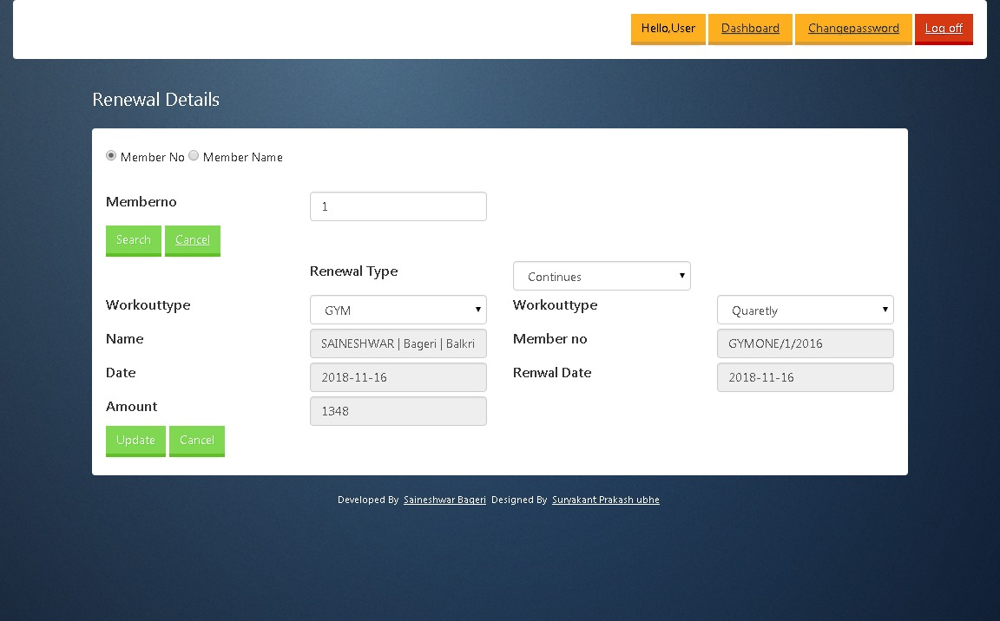 Hello,User Dashboard Changepassword Log off
Renewal Details
Member No Member Name
Memberno 1
Search Cancel
Renewal Type Continues
Workouttype GYM Workouttype Quaretly
Name SAINESHWAR | Bageri | Balkri Member no GYMONE/1/2016
Date 2018-11-16 Renwal Date 2018-11-16
Amount 1348
Update Cancel
Developed By Saineshwar Bageri Designed By Suryakant Prakash ubhe